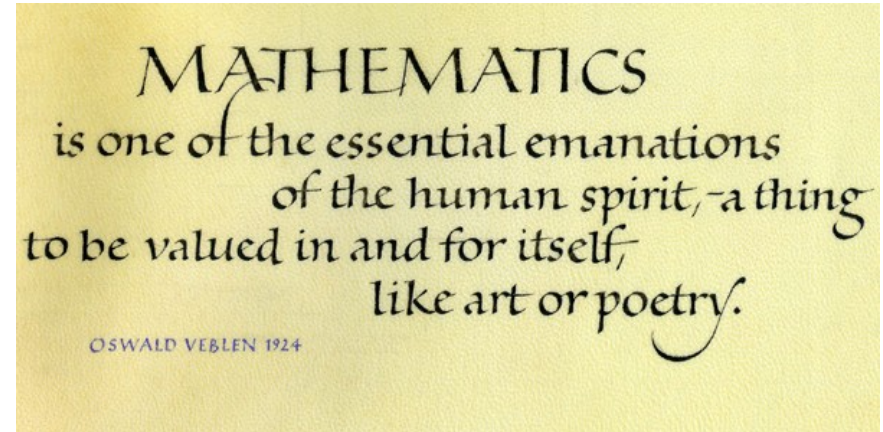 MATHEMATICS
is one of the essential emanations
of the human spirit,-a thing
to be valued in and for itself,
like art or poetry.
OSWALD VEBLEN 1924